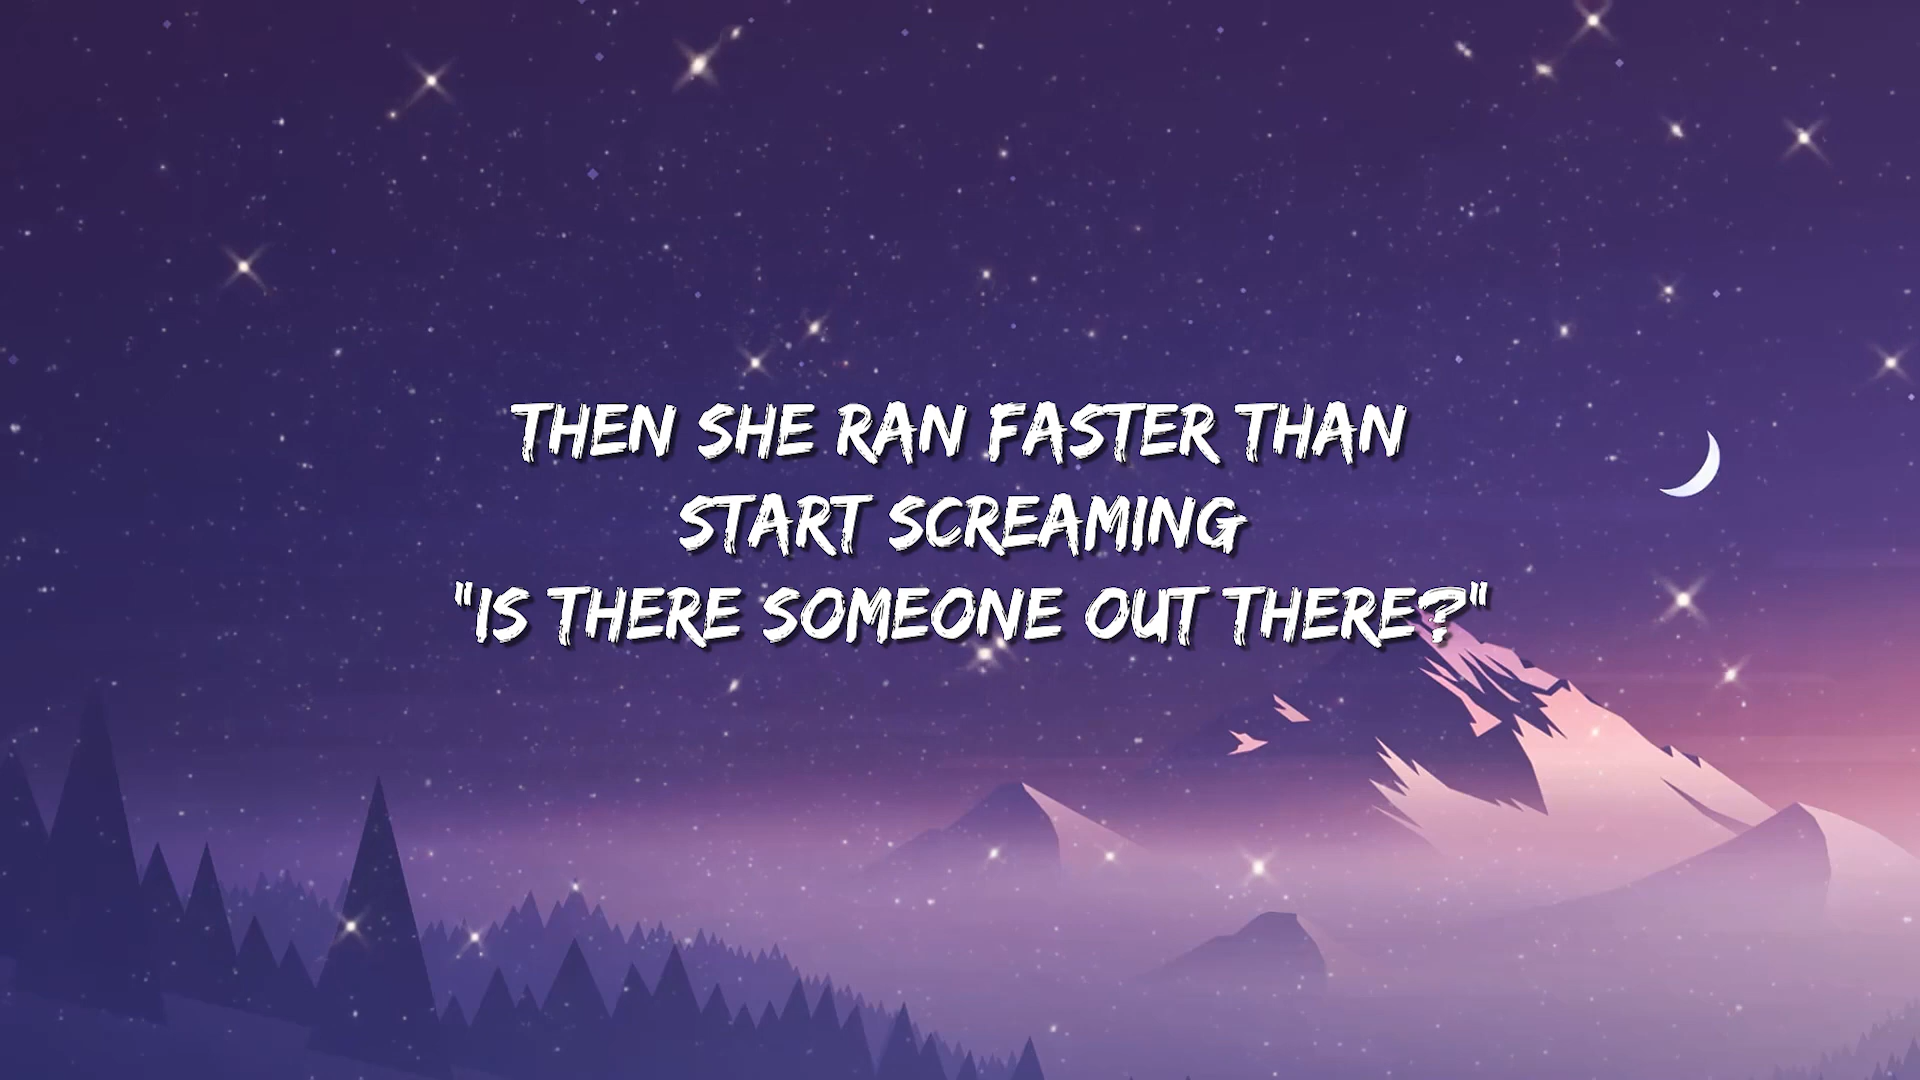 THEN SHE RAN FASTER THAN
START SCREAMING
"IS THERE SOMEONE OUT THERE?"